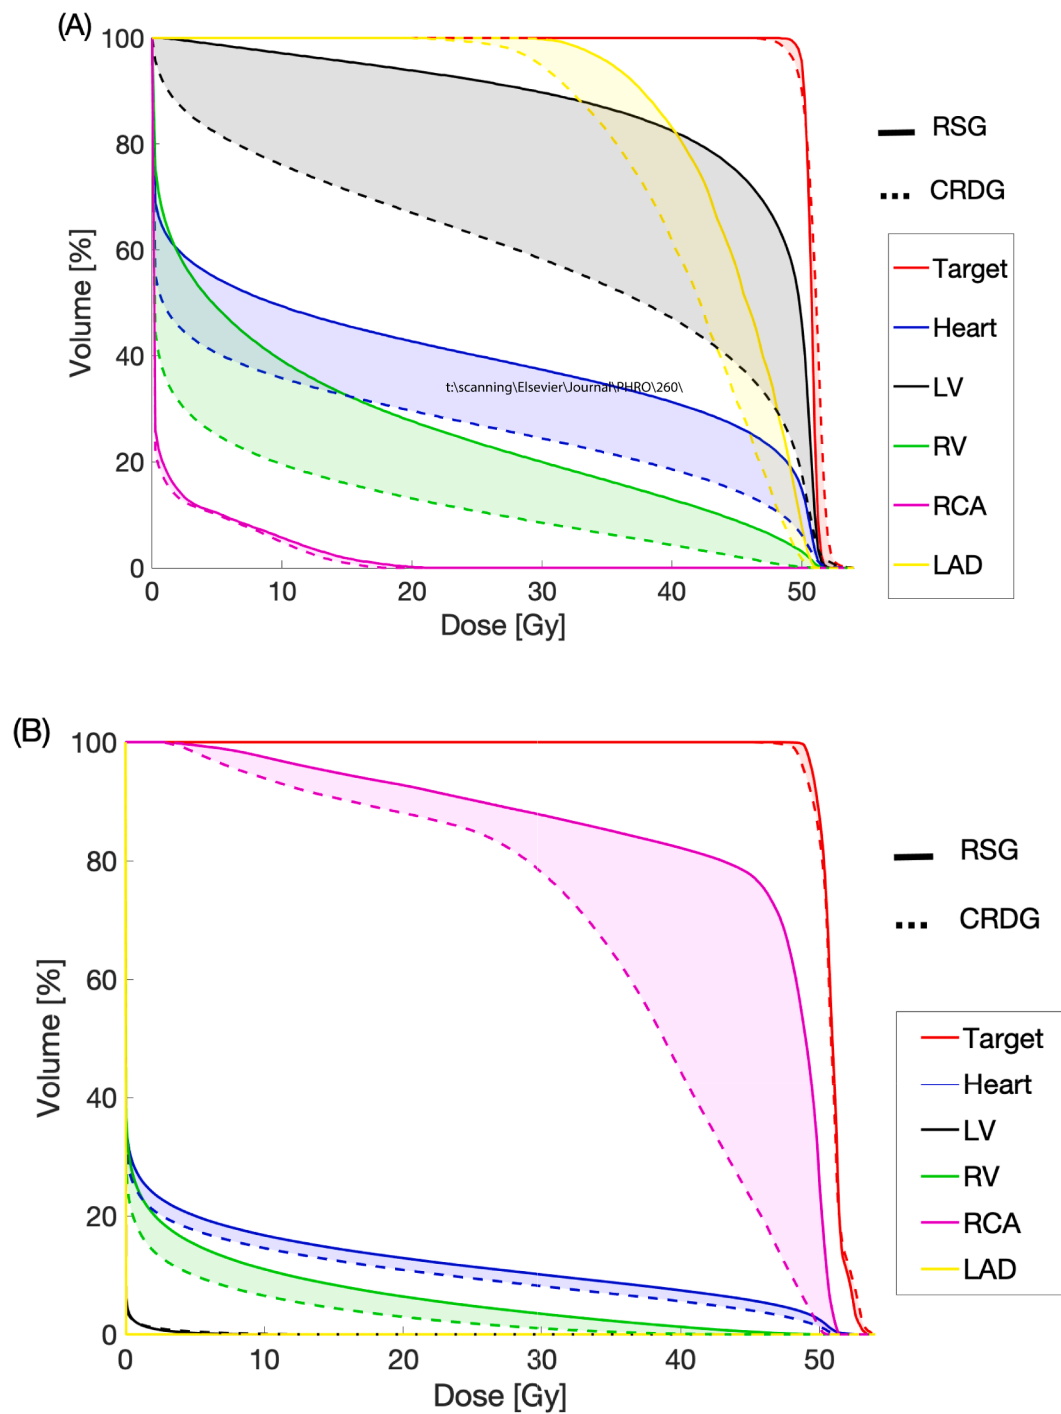 (A)
100
80
60
40
20
0
Volume [%]
0 10 20 30 40 50
Dose [Gy]
t:\scanning\Elsevier\Journal\PHRO\260\
RSG
CRDG
Target
Heart
LV
RV
RCA
LAD
(B)
100
80
60
40
20
0
Volume [%]
0 10 20 30 40 50
Dose [Gy]
RSG
CRDG
Target
Heart
LV
RV
RCA
LAD